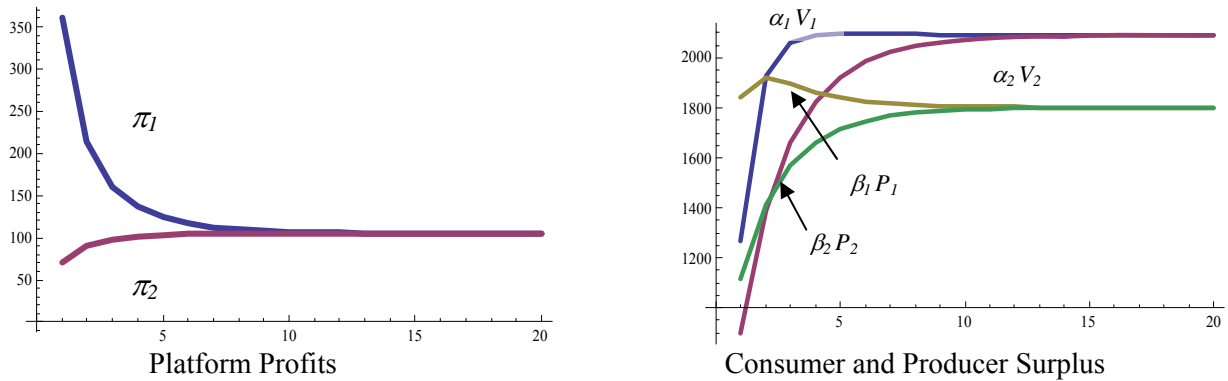 350
300
250
200
150
100
50
π1
π2
5
10
15
20
Platform Profits
α1 V1
α2 V2
2000
1800
1600
1400
1200
β1 P1
β2 P2
5
10
15
20
Consumer and Producer Surplus